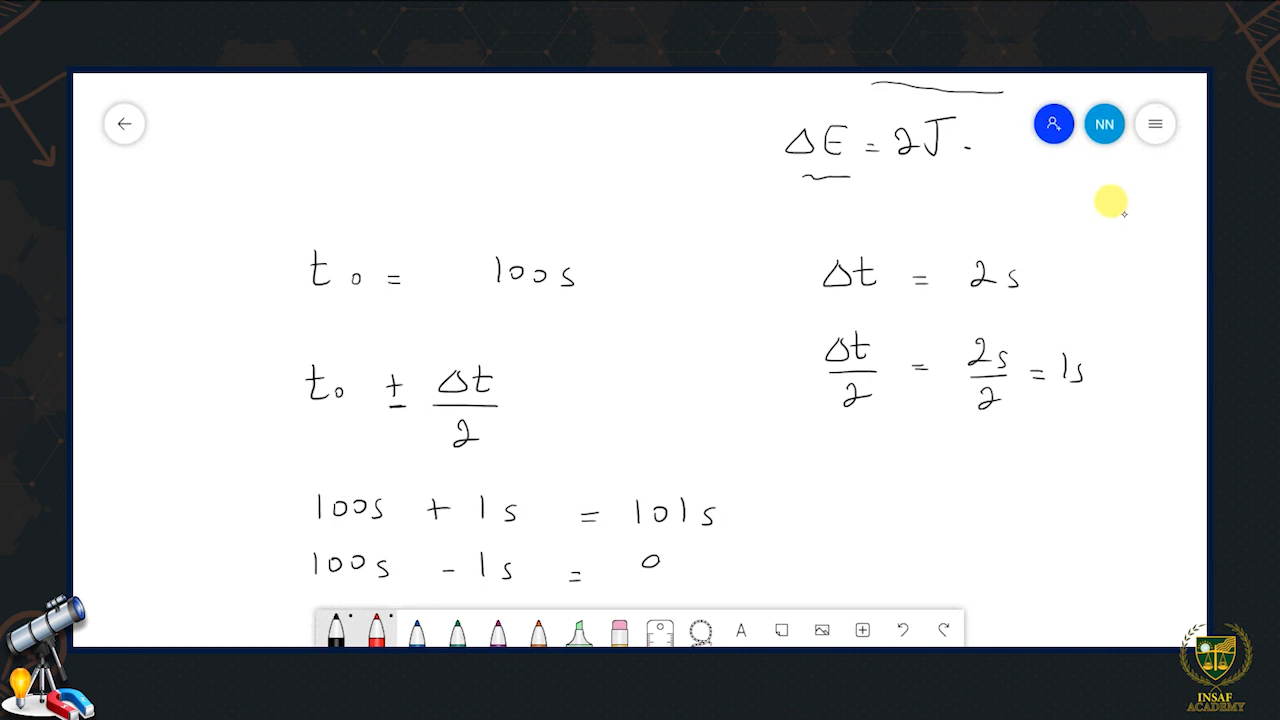 ΔE = 2J.
NN
t₀ = 100s
Δt = 2s
t₀ ± Δt/2
Δt/2 = 2s/2 = 1s
100s + 1s = 101s
100s - 1s =
A
INSAF
ACADEMY